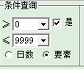 条件查询
≥ 0 ☑ 是
≤ 9999
○ 日数 ⦿ 要素